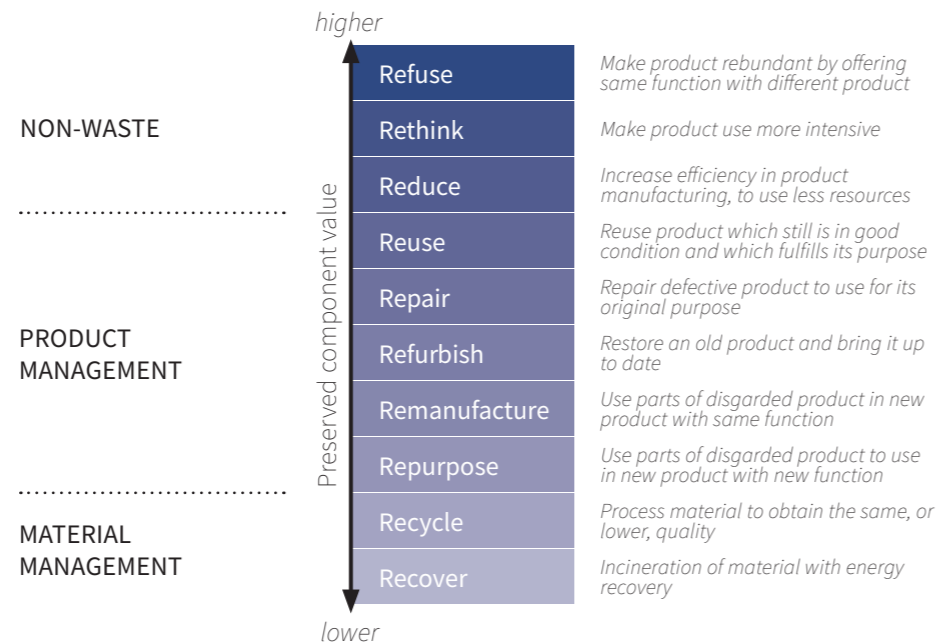 higher
NON-WASTE
Refuse
Make product rebundant by offering
same function with different product
Rethink
Make product use more intensive
Reduce
Increase efficiency in product
manufacturing, to use less resources
PRODUCT
MANAGEMENT
Preserved component value
Reuse
Reuse product which still is in good
condition and which fulfills its purpose
Repair
Repair defective product to use for its
original purpose
Refurbish
Restore an old product and bring it up
to date
Remanufacture
Use parts of disgarded product in new
product with same function
Repurpose
Use parts of disgarded product to use
in new product with new function
MATERIAL
MANAGEMENT
Recycle
Process material to obtain the same, or
lower, quality
Recover
Incineration of material with energy
recovery
lower